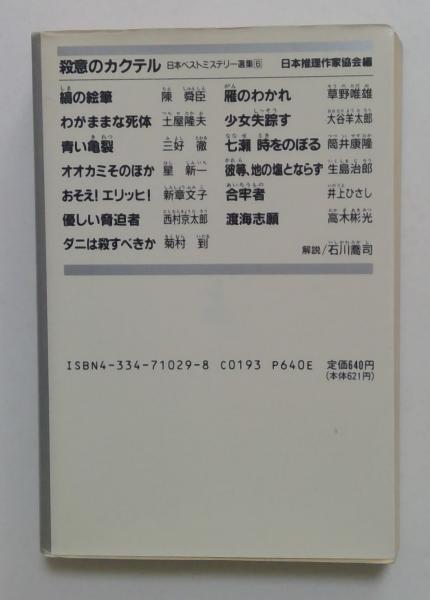 殺意のカクテル 日本ベストミステリー選集⑥ 日本推理作家協会編
縞の絵筆 陳 舜臣
わがままな死体 土屋隆夫
青い亀裂 三好 徹
オオカミそのほか 星 新一
おそえ!エリッヒ! 新章文子
優しい脅迫者 西村京太郎
ダニは殺すべきか 菊村 到
雁のわかれ 草野唯雄
少女失踪す 大谷羊太郎
七瀬 時をのぼる 筒井康隆
彼等、地の塩とならず 生島治郎
合牢者 井上ひさし
渡海志願 高木彬光
解説/石川喬司
ISBN4-334-71029-8 C0193 P640E 定価640円
(本体621円)